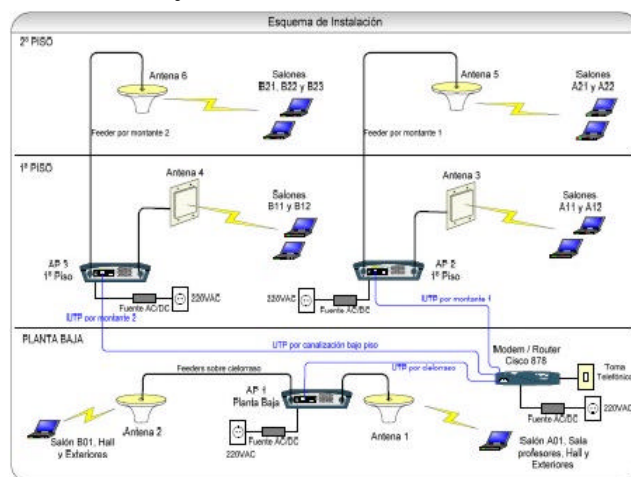 Esquema de Instalación
2º PISO
Antena 6
Salones
B21, B22 y B23
Antena 5
Salones
A21 y A22
Feeder por montante 2
Feeder por montante 1
1º PISO
Antena 4
Salones
B11 y B12
Antena 3
Salones
A11 y A12
AP 3
1º Piso
AP 2
1º Piso
Fuente AC/DC
220VAC
220VAC
Fuente AC/DC
IUTP por montante 2
IUTP por montante 1
PLANTA BAJA
UTP por canalización bajo piso
Modem / Router
Cisco 878
Feeders sobre cielorraso
UTP por cielorraso
Toma
Telefónica
AP 1
Planta Baja
Fuente AC/DC
220VAC
Salón B01, Hall
y Exteriores
Antena 2
Fuente AC/DC
220VAC
Antena 1
Salón A01, Sala
profesores, Hall y
Exteriores